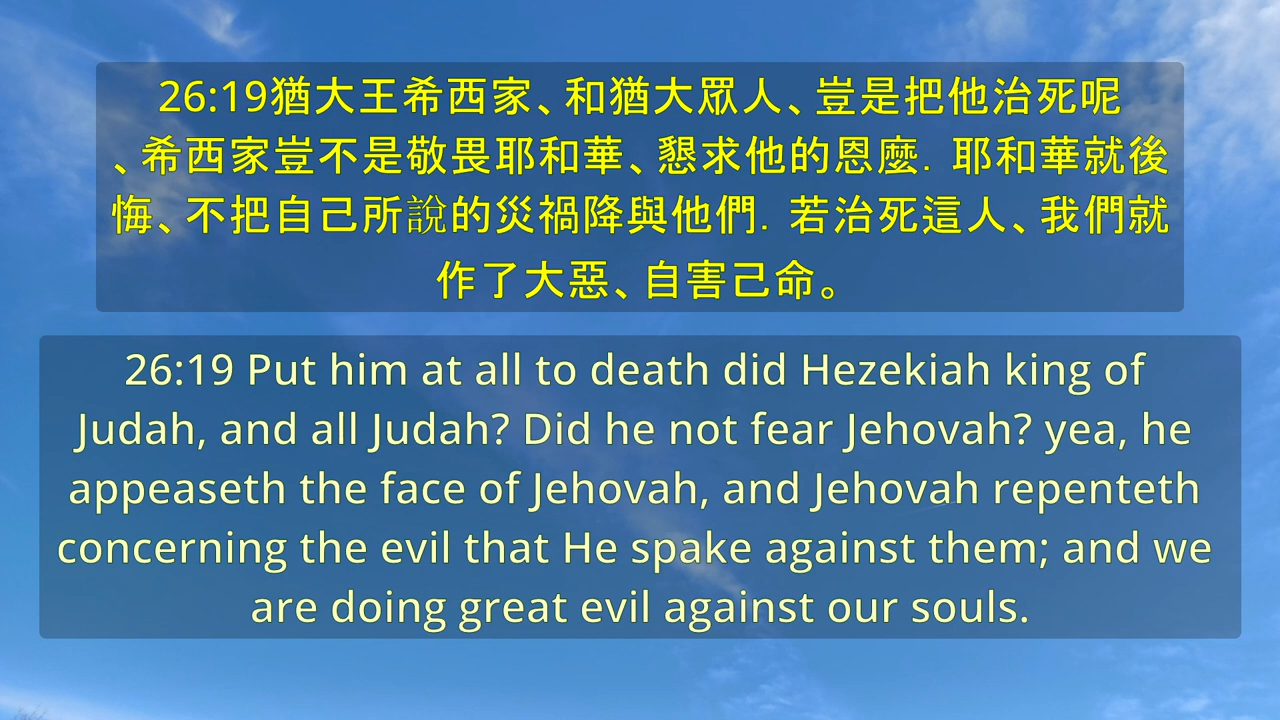 26:19猶大王希西家、和猶大眾人、豈是把他治死呢
、希西家豈不是敬畏耶和華、懇求他的恩麼．耶和華就後
悔、不把自己所說的災禍降與他們．若治死這人、我們就
作了大惡、自害己命。
26:19 Put him at all to death did Hezekiah king of
Judah, and all Judah? Did he not fear Jehovah? yea, he
appeaseth the face of Jehovah, and Jehovah repenteth
concerning the evil that He spake against them; and we
are doing great evil against our souls.